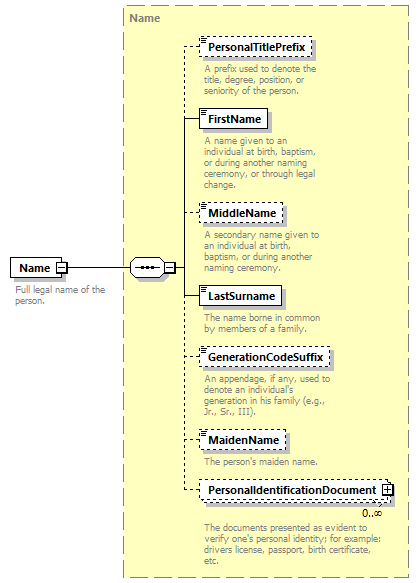 Name
PersonalTitlePrefix
A prefix used to denote the
title, degree, position, or
seniority of the person.
FirstName
A name given to an
individual at birth, baptism,
or during another naming
ceremony, or through legal
change.
MiddleName
A secondary name given to
an individual at birth,
baptism, or during another
naming ceremony.
Name
Full legal name of the
person.
LastSurname
The name borne in common
by members of a family.
GenerationCodeSuffix
An appendage, if any, used to
denote an individual's
generation in his family (e.g.,
Jr., Sr., III).
MaidenName
The person's maiden name.
PersonalIdentificationDocument
0..∞
The documents presented as evident to
verify one's personal identity; for example:
drivers license, passport, birth certificate,
etc.